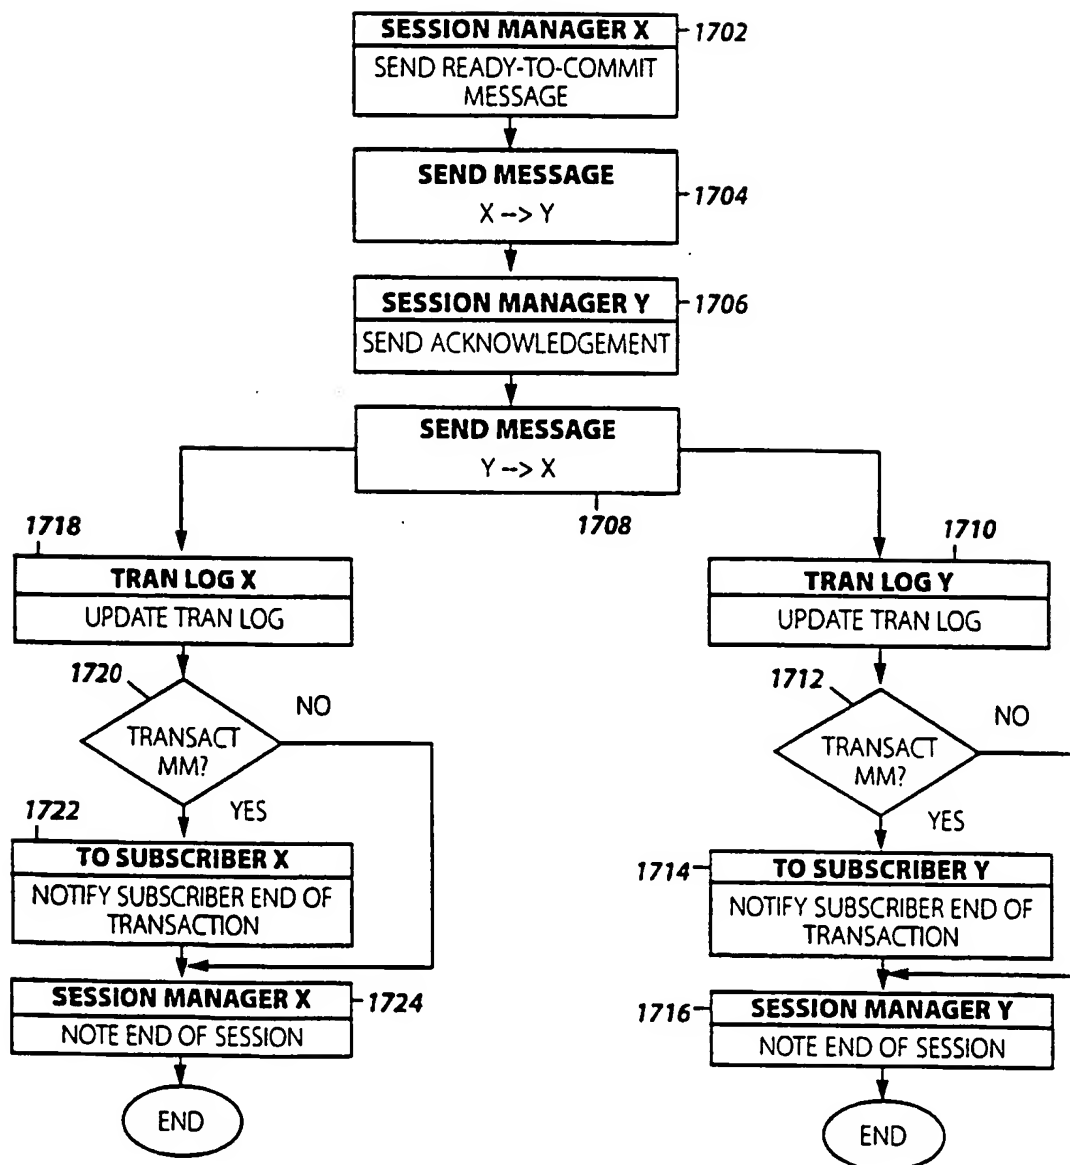 SESSION MANAGER X
1702
SEND READY-TO-COMMIT
MESSAGE
SEND MESSAGE
X --> Y
1704
SESSION MANAGER Y
1706
SEND ACKNOWLEDGEMENT
SEND MESSAGE
Y --> X
1708
1718
TRAN LOG X
UPDATE TRAN LOG
1720
NO
TRANSACT
MM?
YES
1722
TO SUBSCRIBER X
NOTIFY SUBSCRIBER END OF
TRANSACTION
SESSION MANAGER X
1724
NOTE END OF SESSION
END
1710
TRAN LOG Y
UPDATE TRAN LOG
1712
NO
TRANSACT
MM?
YES
TO SUBSCRIBER Y
1714
NOTIFY SUBSCRIBER END OF
TRANSACTION
SESSION MANAGER Y
1716
NOTE END OF SESSION
END